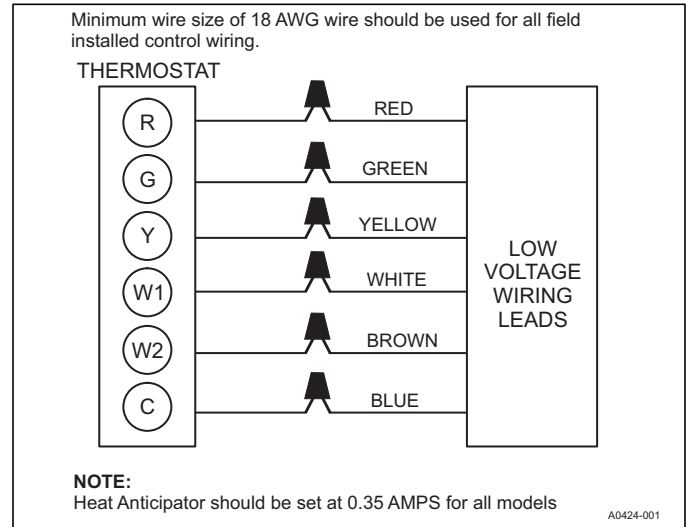 Minimum wire size of 18 AWG wire should be used for all field
installed control wiring.
THERMOSTAT
R
RED
G
GREEN
Y
YELLOW
W1
WHITE
W2
BROWN
C
BLUE
LOW
VOLTAGE
WIRING
LEADS
NOTE:
Heat Anticipator should be set at 0.35 AMPS for all models
A0424-001